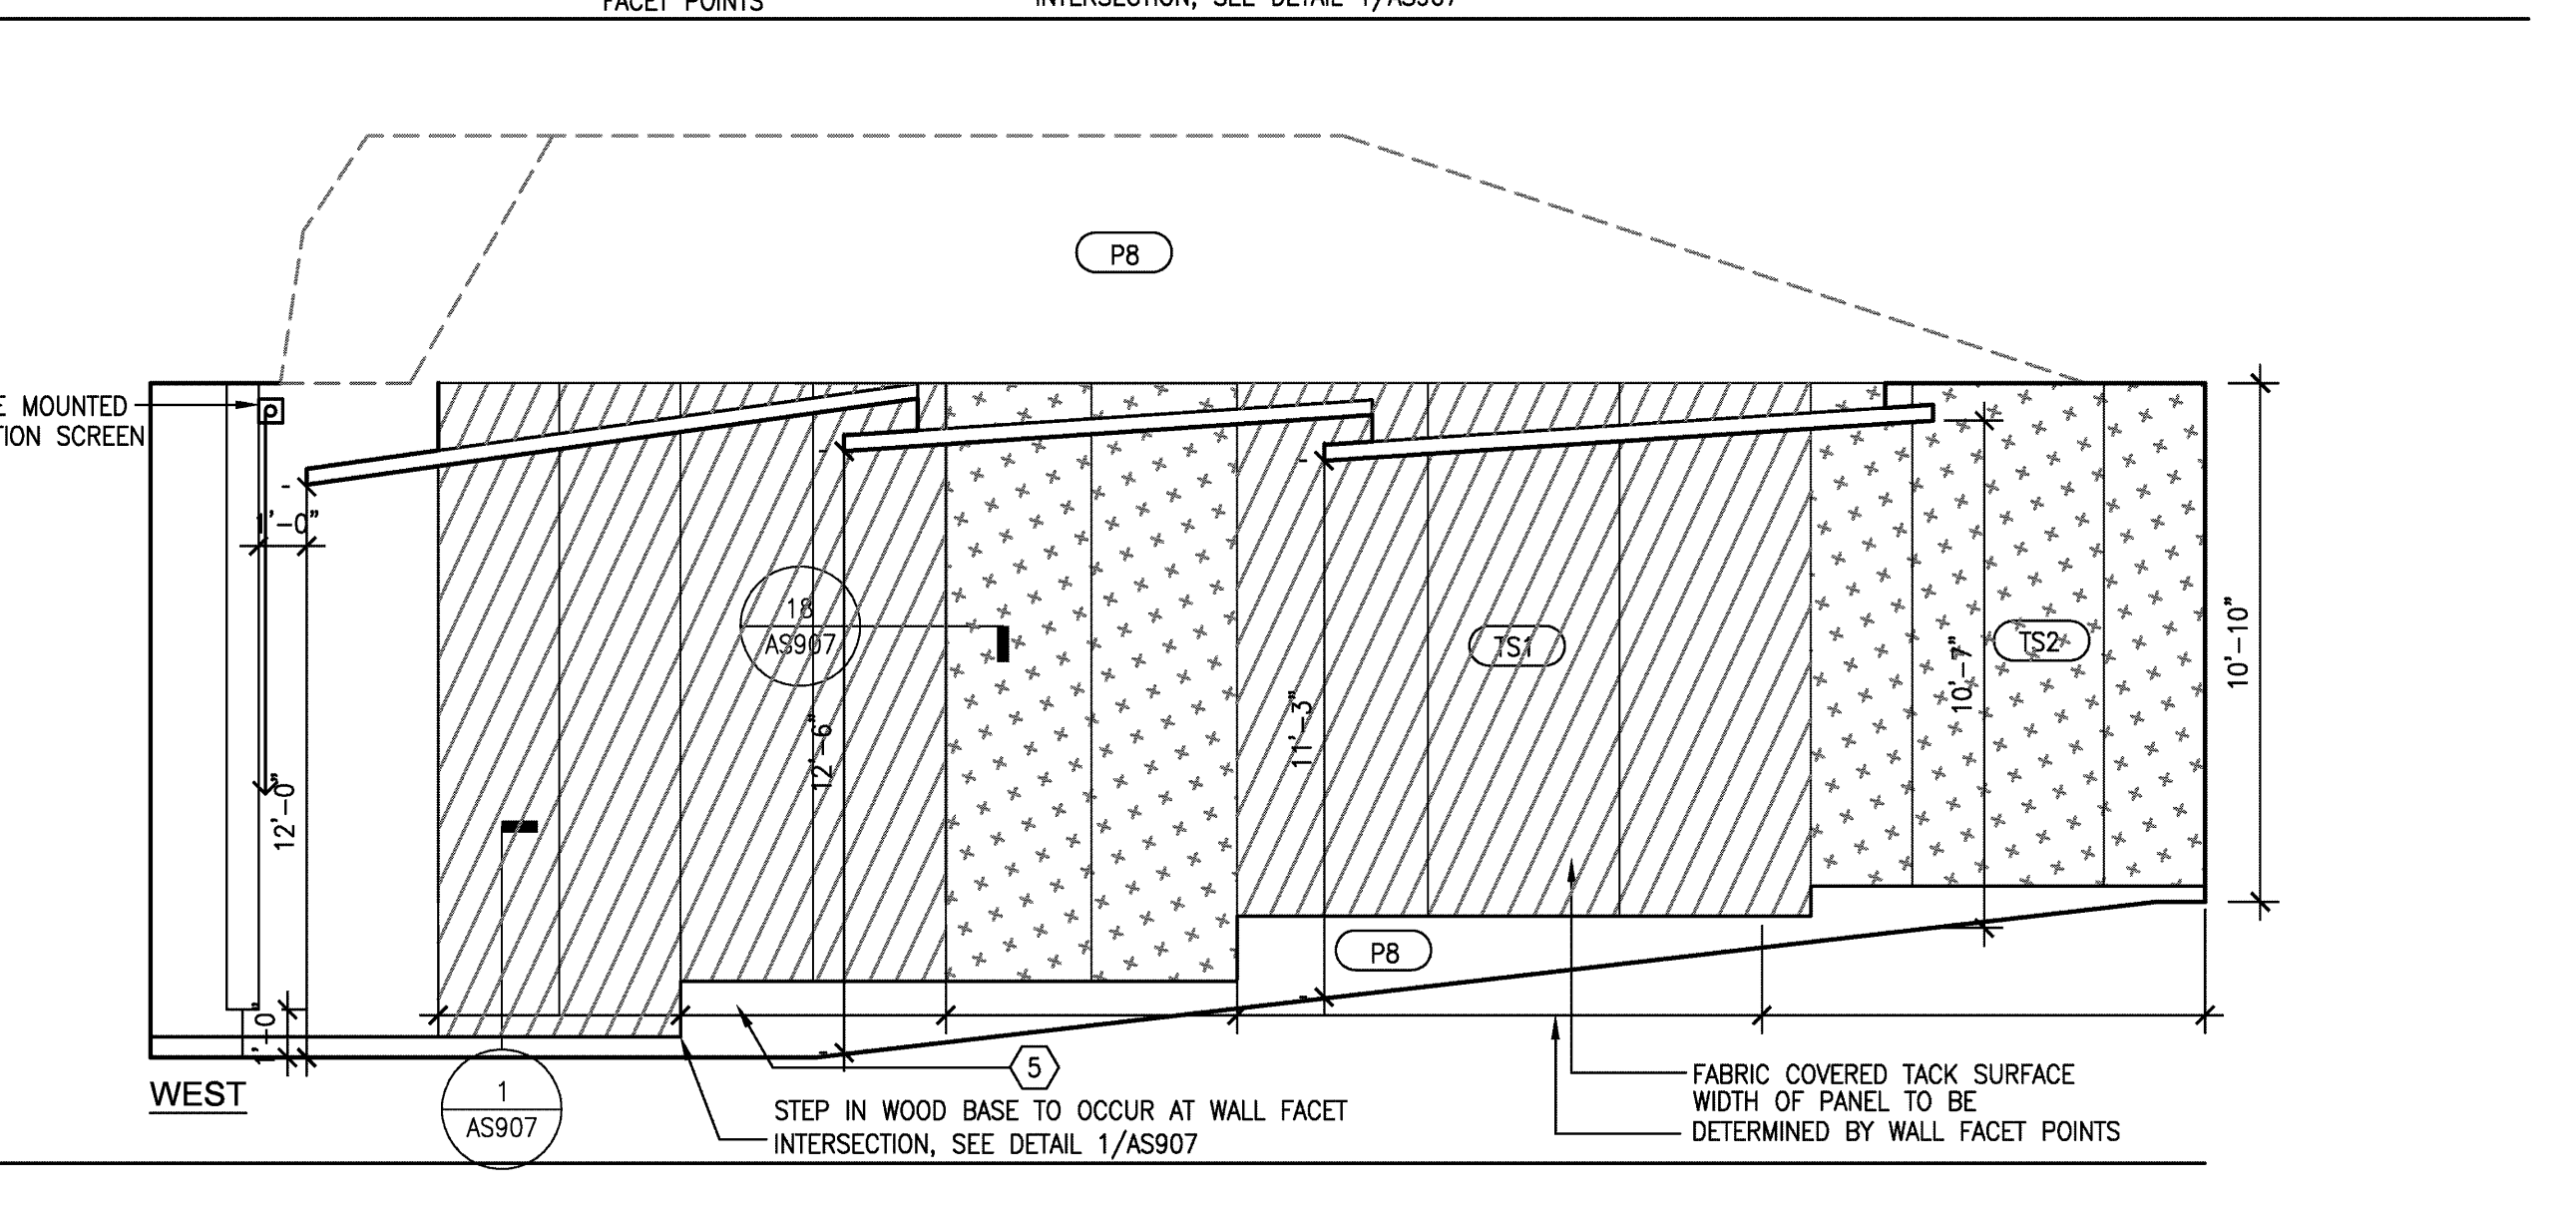 FACET POINTS
INTERSECTION, SEE DETAIL 1/AS907
P8
E MOUNTED
TION SCREEN
1'-0"
18
AS907
TS1
TS2
10'-7"
10'-10"
12'-6"
11'-3"
12'-0"
P8
1'-0"
5
WEST
1
AS907
STEP IN WOOD BASE TO OCCUR AT WALL FACET
INTERSECTION, SEE DETAIL 1/AS907
FABRIC COVERED TACK SURFACE
WIDTH OF PANEL TO BE
DETERMINED BY WALL FACET POINTS